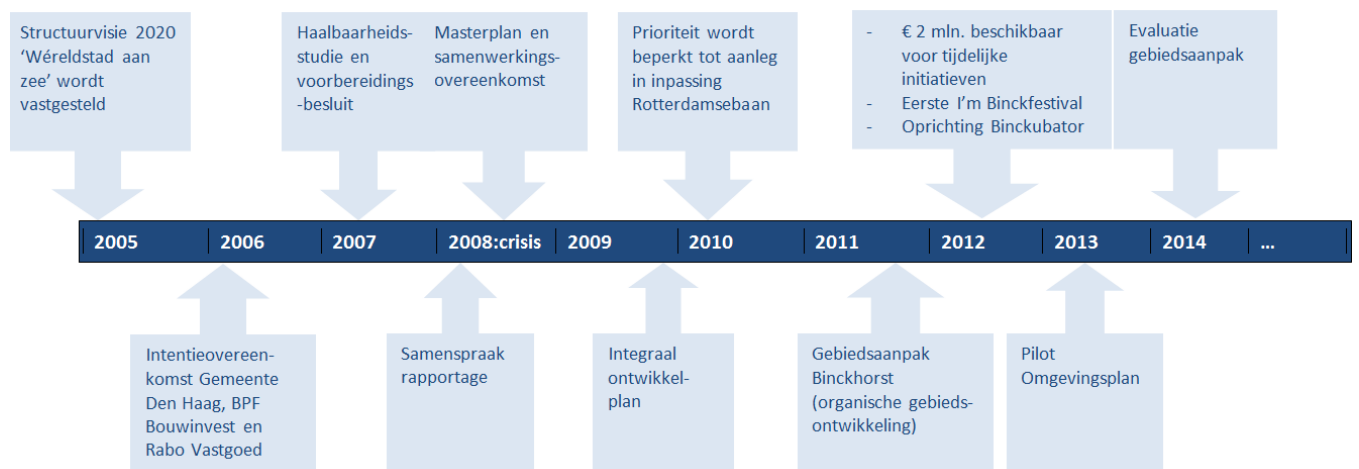 Structuurvisie 2020
‘Wéreldstad aan
zee’ wordt
vastgesteld
Haalbaarheids-
studie en
voorbereidings
-besluit
Masterplan en
samenwerkings-
overeenkomst
Prioriteit wordt
beperkt tot aanleg
in inpassing
Rotterdamsebaan
- € 2 mln. beschikbaar
voor tijdelijke
initiatieven
- Eerste I’m Binckfestival
- Oprichting Binckubator
Evaluatie
gebiedsaanpak
2005 2006 2007 2008:crisis 2009 2010 2011 2012 2013 2014 ...
Intentieovereen-
komst Gemeente
Den Haag, BPF
Bouwinvest en
Rabo Vastgoed
Samenspraak
rapportage
Integraal
ontwikkel-
plan
Gebiedsaanpak
Binckhorst
(organische gebieds-
ontwikkeling)
Pilot
Omgevingsplan